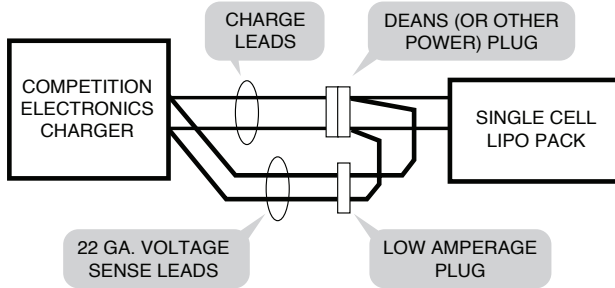 CHARGE
LEADS
DEANS (OR OTHER
POWER) PLUG
COMPETITION
ELECTRONICS
CHARGER
SINGLE CELL
LIPO PACK
22 GA. VOLTAGE
SENSE LEADS
LOW AMPERAGE
PLUG